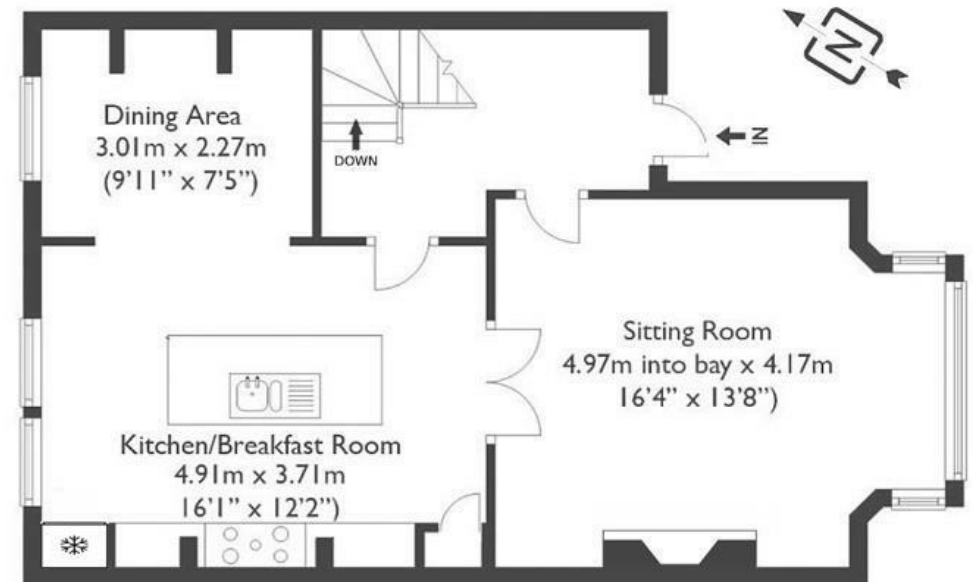 N
Dining Area
3.01m x 2.27m
(9'11" x 7'5")
DOWN
IN
Sitting Room
4.97m into bay x 4.17m
16'4" x 13'8")
Kitchen/Breakfast Room
4.91m x 3.71m
16'1" x 12'2")